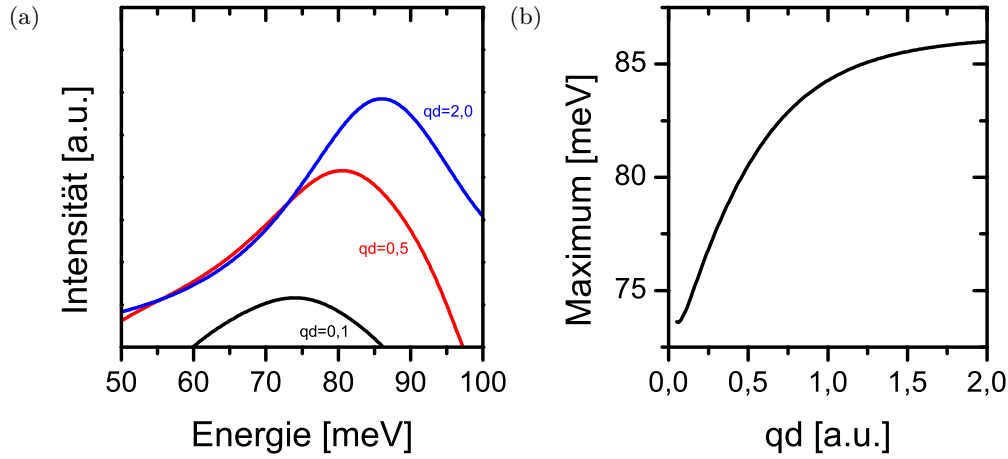 (a)
Intensität [a.u.]
qd=2,0
qd=0,5
qd=0,1
50 60 70 80 90 100
Energie [meV]
(b)
Maximum [meV]
85
80
75
0,0 0,5 1,0 1,5 2,0
qd [a.u.]